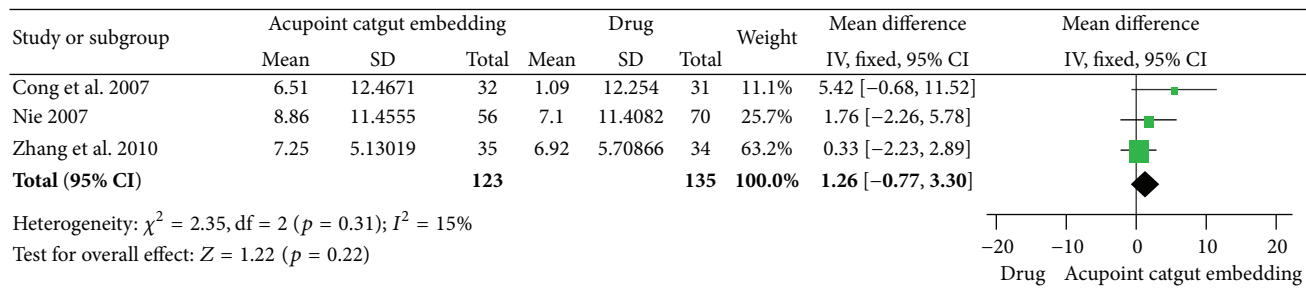 Study or subgroup Acupoint catgut embedding Drug Weight Mean difference Mean difference
Mean SD Total Mean SD Total IV, fixed, 95% CI IV, fixed, 95% CI
Cong et al. 2007 6.51 12.4671 32 1.09 12.254 31 11.1% 5.42 [−0.68, 11.52]
Nie 2007 8.86 11.4555 56 7.1 11.4082 70 25.7% 1.76 [−2.26, 5.78]
Zhang et al. 2010 7.25 5.13019 35 6.92 5.70866 34 63.2% 0.33 [−2.23, 2.89]
Total (95% CI) 123 135 100.0% 1.26 [−0.77, 3.30]
Heterogeneity: χ² = 2.35, df = 2 (p = 0.31); I² = 15%
Test for overall effect: Z = 1.22 (p = 0.22)
−20 −10 0 10 20
Drug Acupoint catgut embedding